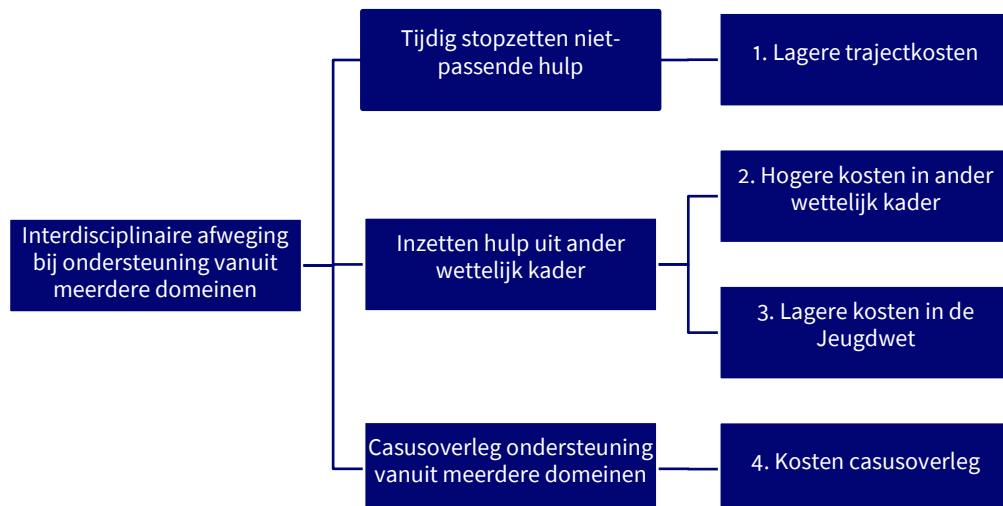 Tijdig stopzetten niet-
passende hulp
1. Lagere trajectkosten
2. Hogere kosten in ander
wettelijk kader
Interdisciplinaire afweging
bij ondersteuning vanuit
meerdere domeinen
Inzetten hulp uit ander
wettelijk kader
3. Lagere kosten in de
Jeugdwet
Casusoverleg ondersteuning
vanuit meerdere domeinen
4. Kosten casusoverleg